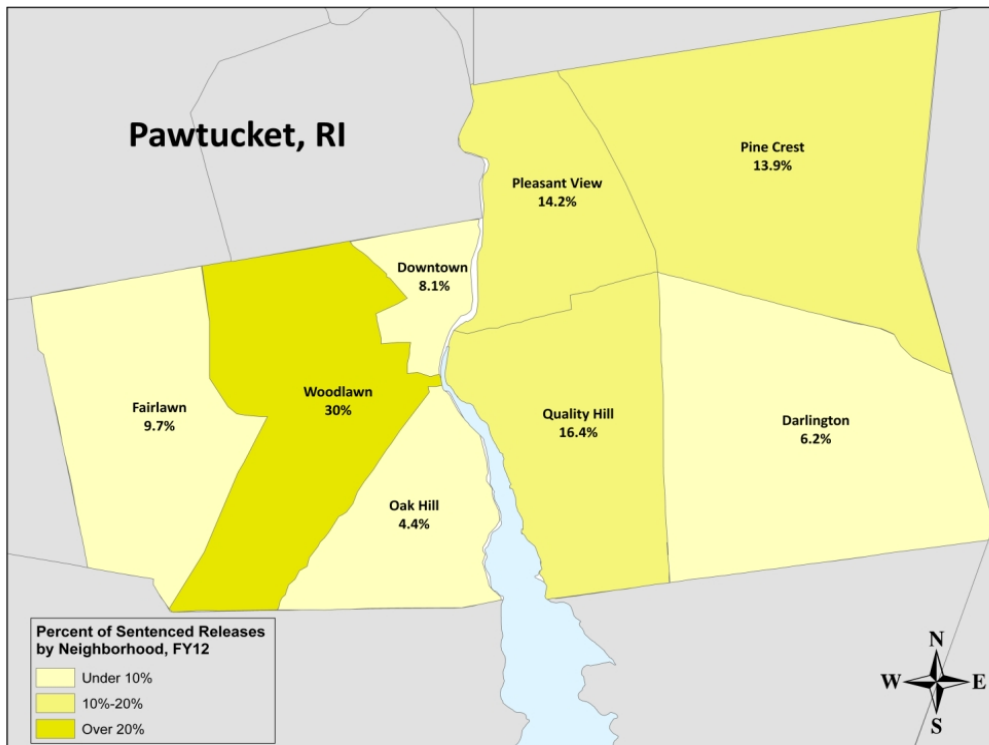 Pawtucket, RI
Pine Crest
13.9%
Pleasant View
14.2%
Downtown
8.1%
Woodlawn
30%
Fairlawn
9.7%
Quality Hill
16.4%
Darlington
6.2%
Oak Hill
4.4%
Percent of Sentenced Releases
by Neighborhood, FY12
Under 10%
10%-20%
Over 20%
N
W
E
S